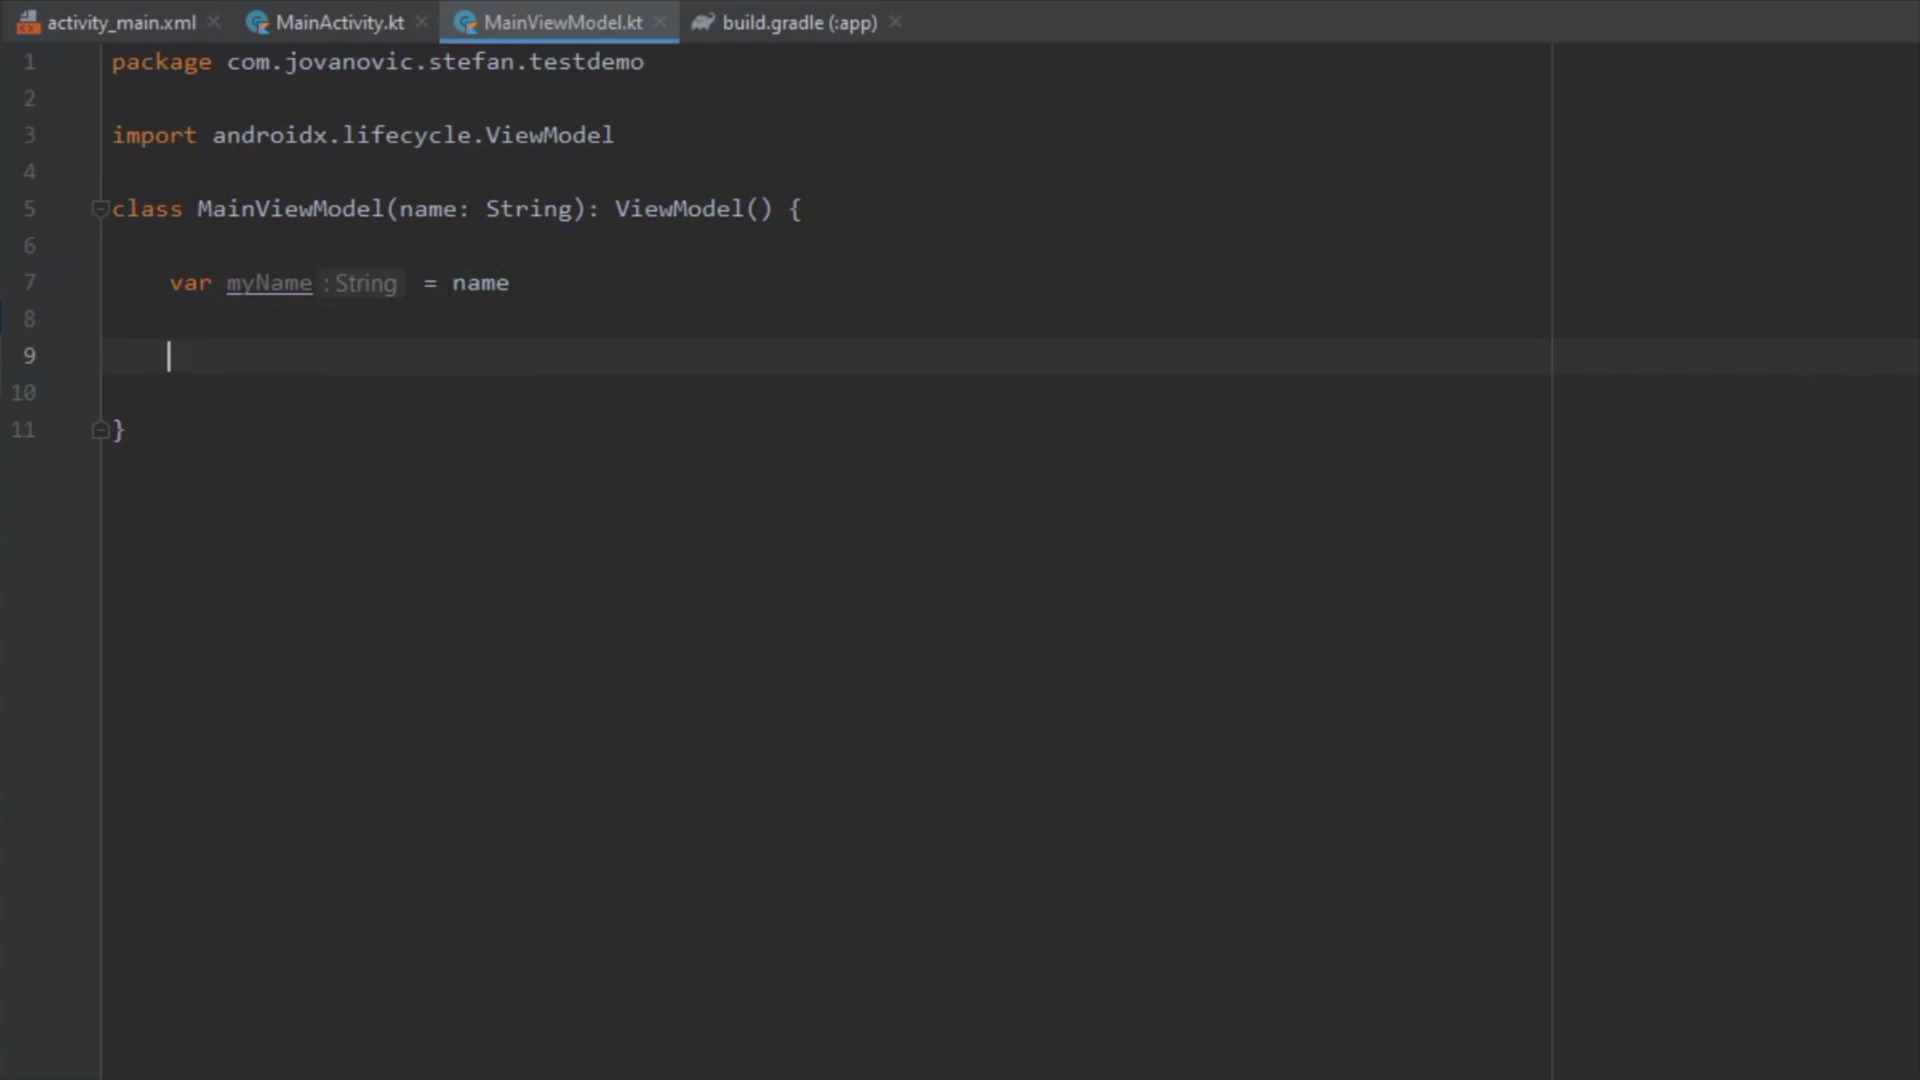 activity_main.xml MainActivity.kt MainViewModel.kt build.gradle (:app)
1 package com.jovanovic.stefan.testdemo
2
3 import androidx.lifecycle.ViewModel
4
5 class MainViewModel(name: String): ViewModel() {
6
7 var myName : String = name
8
9
10
11 }